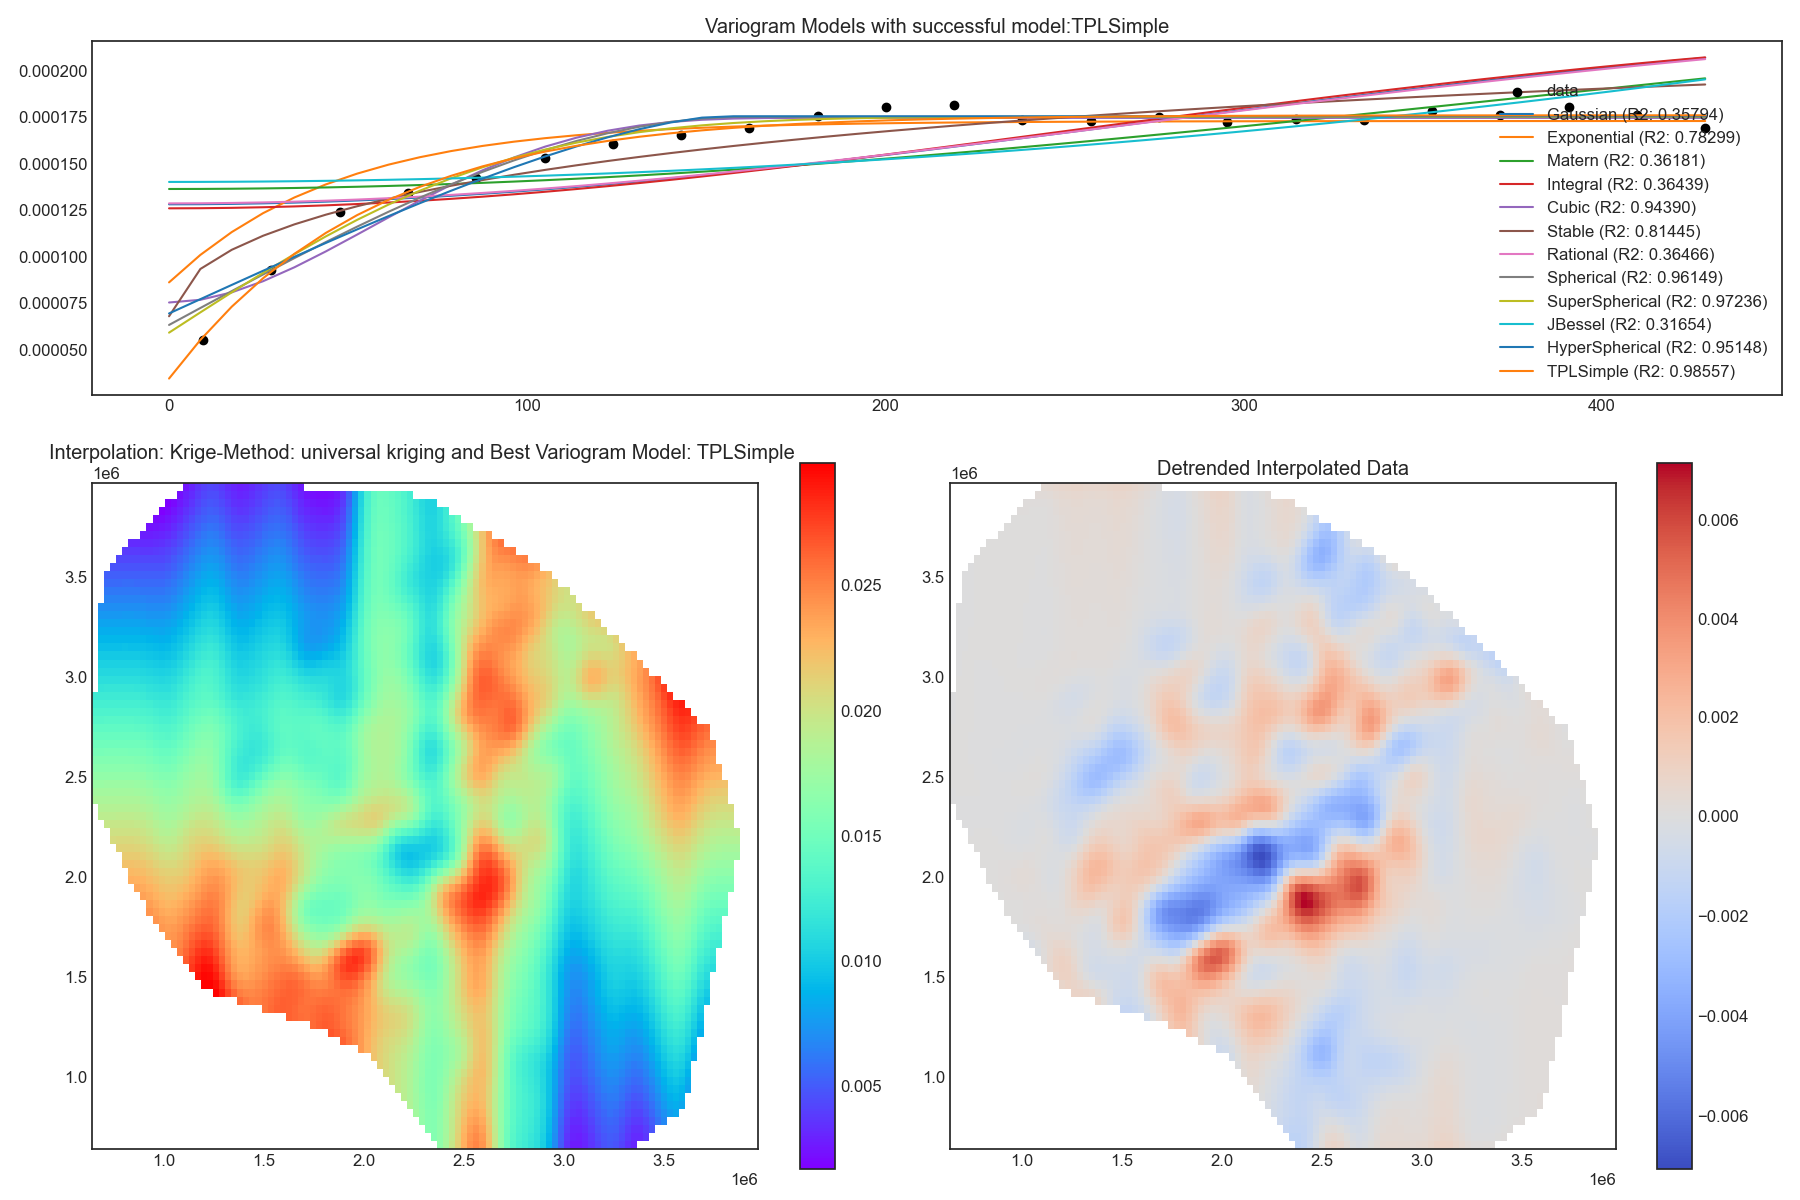 Variogram Models with successful model:TPLSimple
0.000200
0.000175
0.000150
0.000125
0.000100
0.000075
0.000050
data
Gaussian (R2: 0.35794)
Exponential (R2: 0.78299)
Matern (R2: 0.36181)
Integral (R2: 0.36439)
Cubic (R2: 0.94390)
Stable (R2: 0.81445)
Rational (R2: 0.36466)
Spherical (R2: 0.96149)
SuperSpherical (R2: 0.97236)
JBessel (R2: 0.31654)
HyperSpherical (R2: 0.95148)
TPLSimple (R2: 0.98557)
0 100 200 300 400
Interpolation: Krige-Method: universal kriging and Best Variogram Model: TPLSimple
1e6
3.5
3.0
2.5
2.0
1.5
1.0
1.0 1.5 2.0 2.5 3.0 3.5
1e6
0.025
0.020
0.015
0.010
0.005
Detrended Interpolated Data
1e6
3.5
3.0
2.5
2.0
1.5
1.0
1.0 1.5 2.0 2.5 3.0 3.5
1e6
0.006
0.004
0.002
0.000
−0.002
−0.004
−0.006